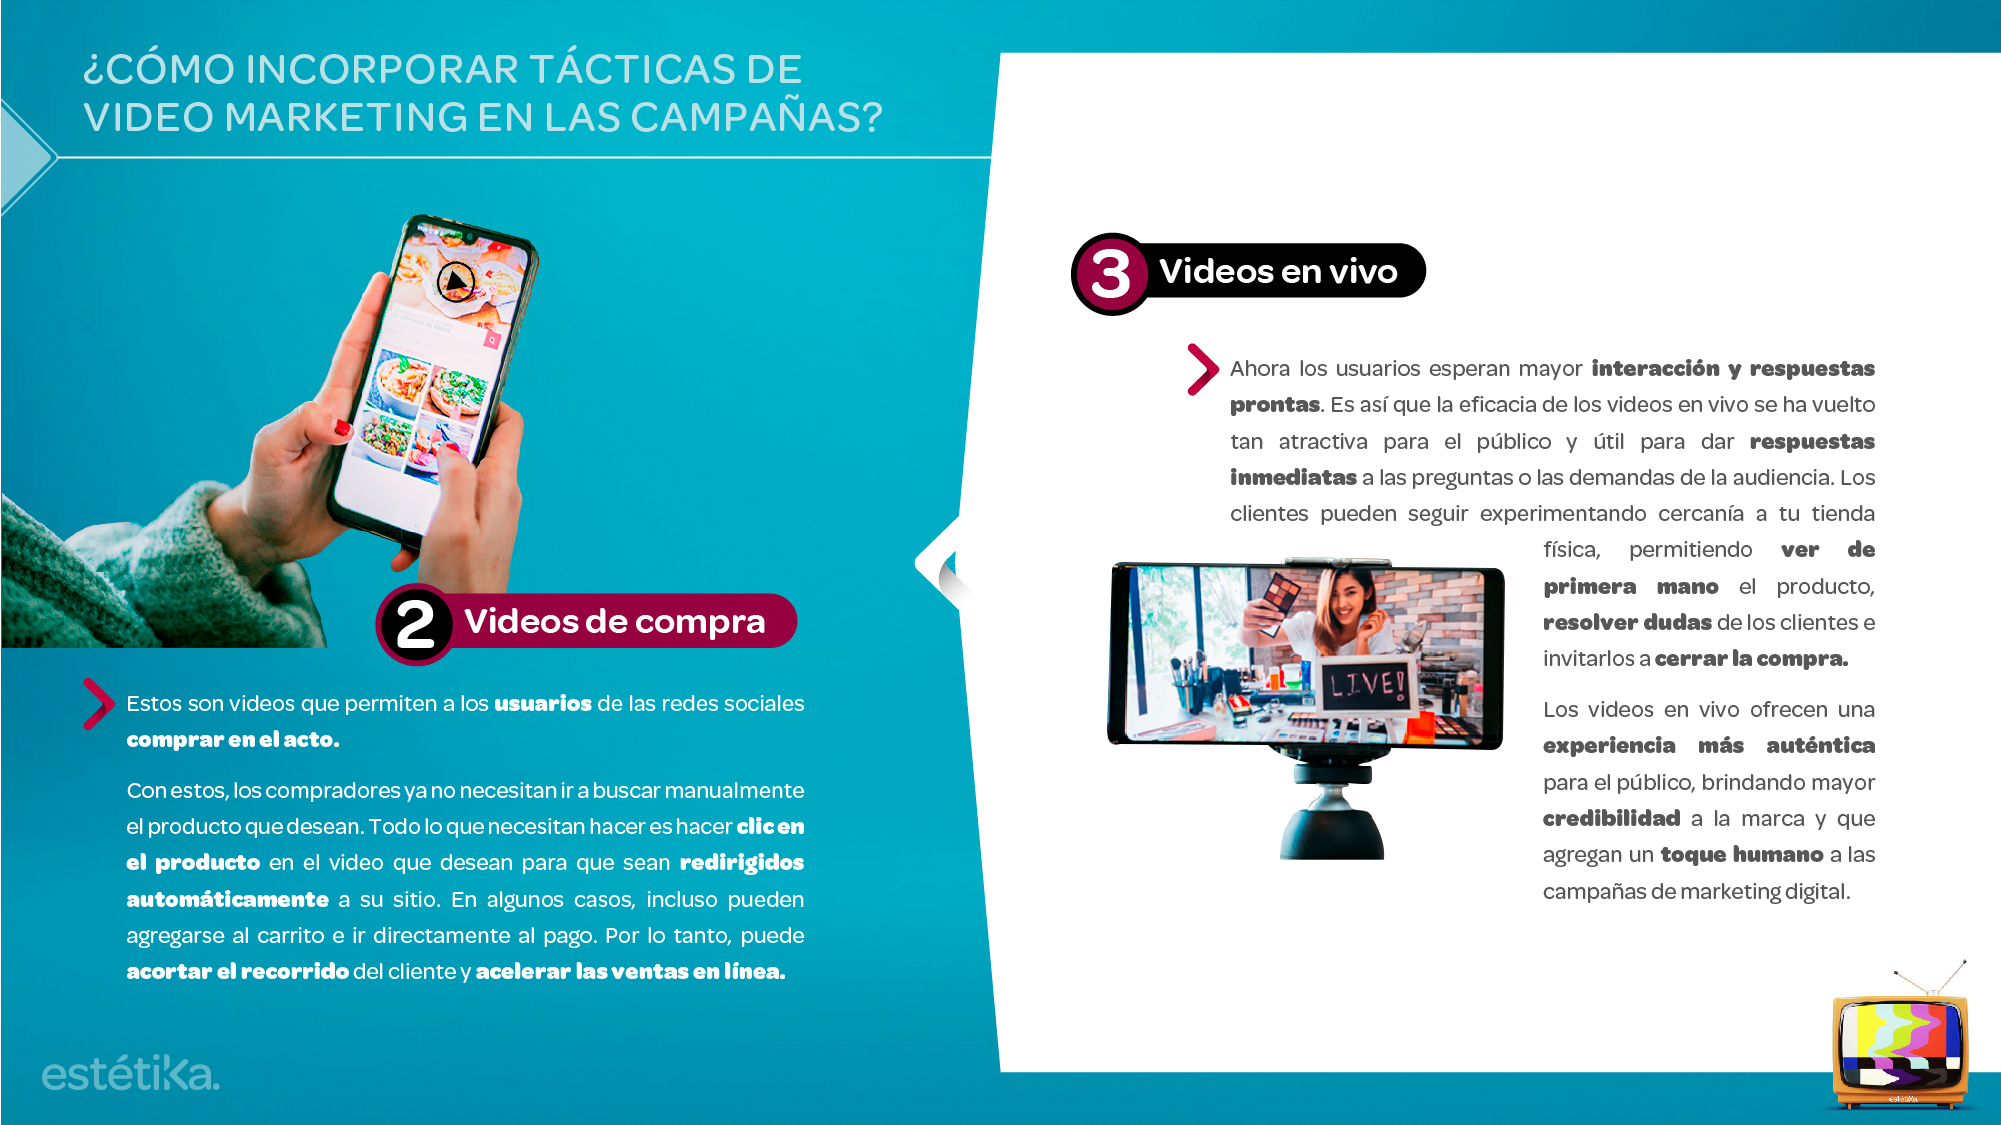 ¿CÓMO INCORPORAR TÁCTICAS DE
VIDEO MARKETING EN LAS CAMPAÑAS?
2 Videos de compra
Estos son videos que permiten a los usuarios de las redes sociales
comprar en el acto.
Con estos, los compradores ya no necesitan ir a buscar manualmente
el producto que desean. Todo lo que necesitan hacer es hacer clic en
el producto en el video que desean para que sean redirigidos
automáticamente a su sitio. En algunos casos, incluso pueden
agregarse al carrito e ir directamente al pago. Por lo tanto, puede
acortar el recorrido del cliente y acelerar las ventas en línea.
estétika.
3 Videos en vivo
Ahora los usuarios esperan mayor interacción y respuestas
prontas. Es así que la eficacia de los videos en vivo se ha vuelto
tan atractiva para el público y útil para dar respuestas
inmediatas a las preguntas o las demandas de la audiencia. Los
clientes pueden seguir experimentando cercanía a tu tienda
física, permitiendo ver de
primera mano el producto,
resolver dudas de los clientes e
invitarlos a cerrar la compra.
LIVE!
Los videos en vivo ofrecen una
experiencia más auténtica
para el público, brindando mayor
credibilidad a la marca y que
agregan un toque humano a las
campañas de marketing digital.
estétika.